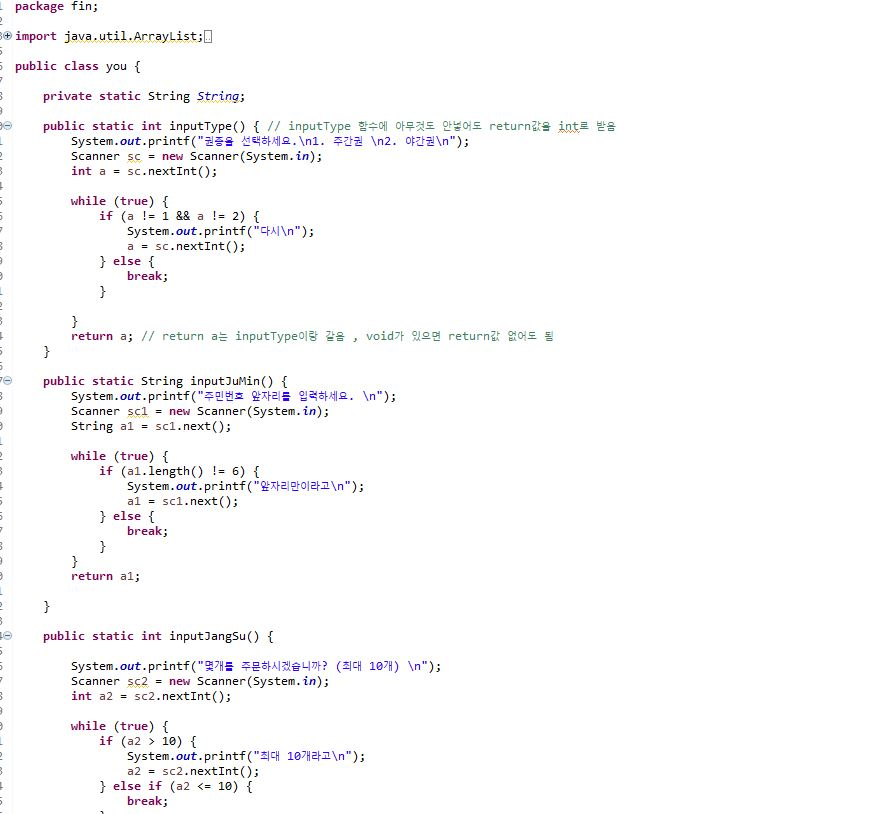 package fin;
import java.util.ArrayList;
public class you {
private static String String;
public static int inputType() { // inputType 함수에 아무것도 안넣어도 return값을 int로 받음
System.out.printf("권종을 선택하세요.\n1. 주간권 \n2. 야간권\n");
Scanner sc = new Scanner(System.in);
int a = sc.nextInt();
while (true) {
if (a != 1 && a != 2) {
System.out.printf("다시\n");
a = sc.nextInt();
} else {
break;
}
}
return a; // return a는 inputType이랑 같음 , void가 있으면 return값 없어도 됨
}
public static String inputJuMin() {
System.out.printf("주민번호 앞자리를 입력하세요. \n");
Scanner sc1 = new Scanner(System.in);
String a1 = sc1.next();
while (true) {
if (a1.length() != 6) {
System.out.printf("앞자리만이라고\n");
a1 = sc1.next();
} else {
break;
}
}
return a1;
}
public static int inputJangSu() {
System.out.printf("몇개를 주문하시겠습니까? (최대 10개) \n");
Scanner sc2 = new Scanner(System.in);
int a2 = sc2.nextInt();
while (true) {
if (a2 > 10) {
System.out.printf("최대 10개라고\n");
a2 = sc2.nextInt();
} else if (a2 <= 10) {
break;